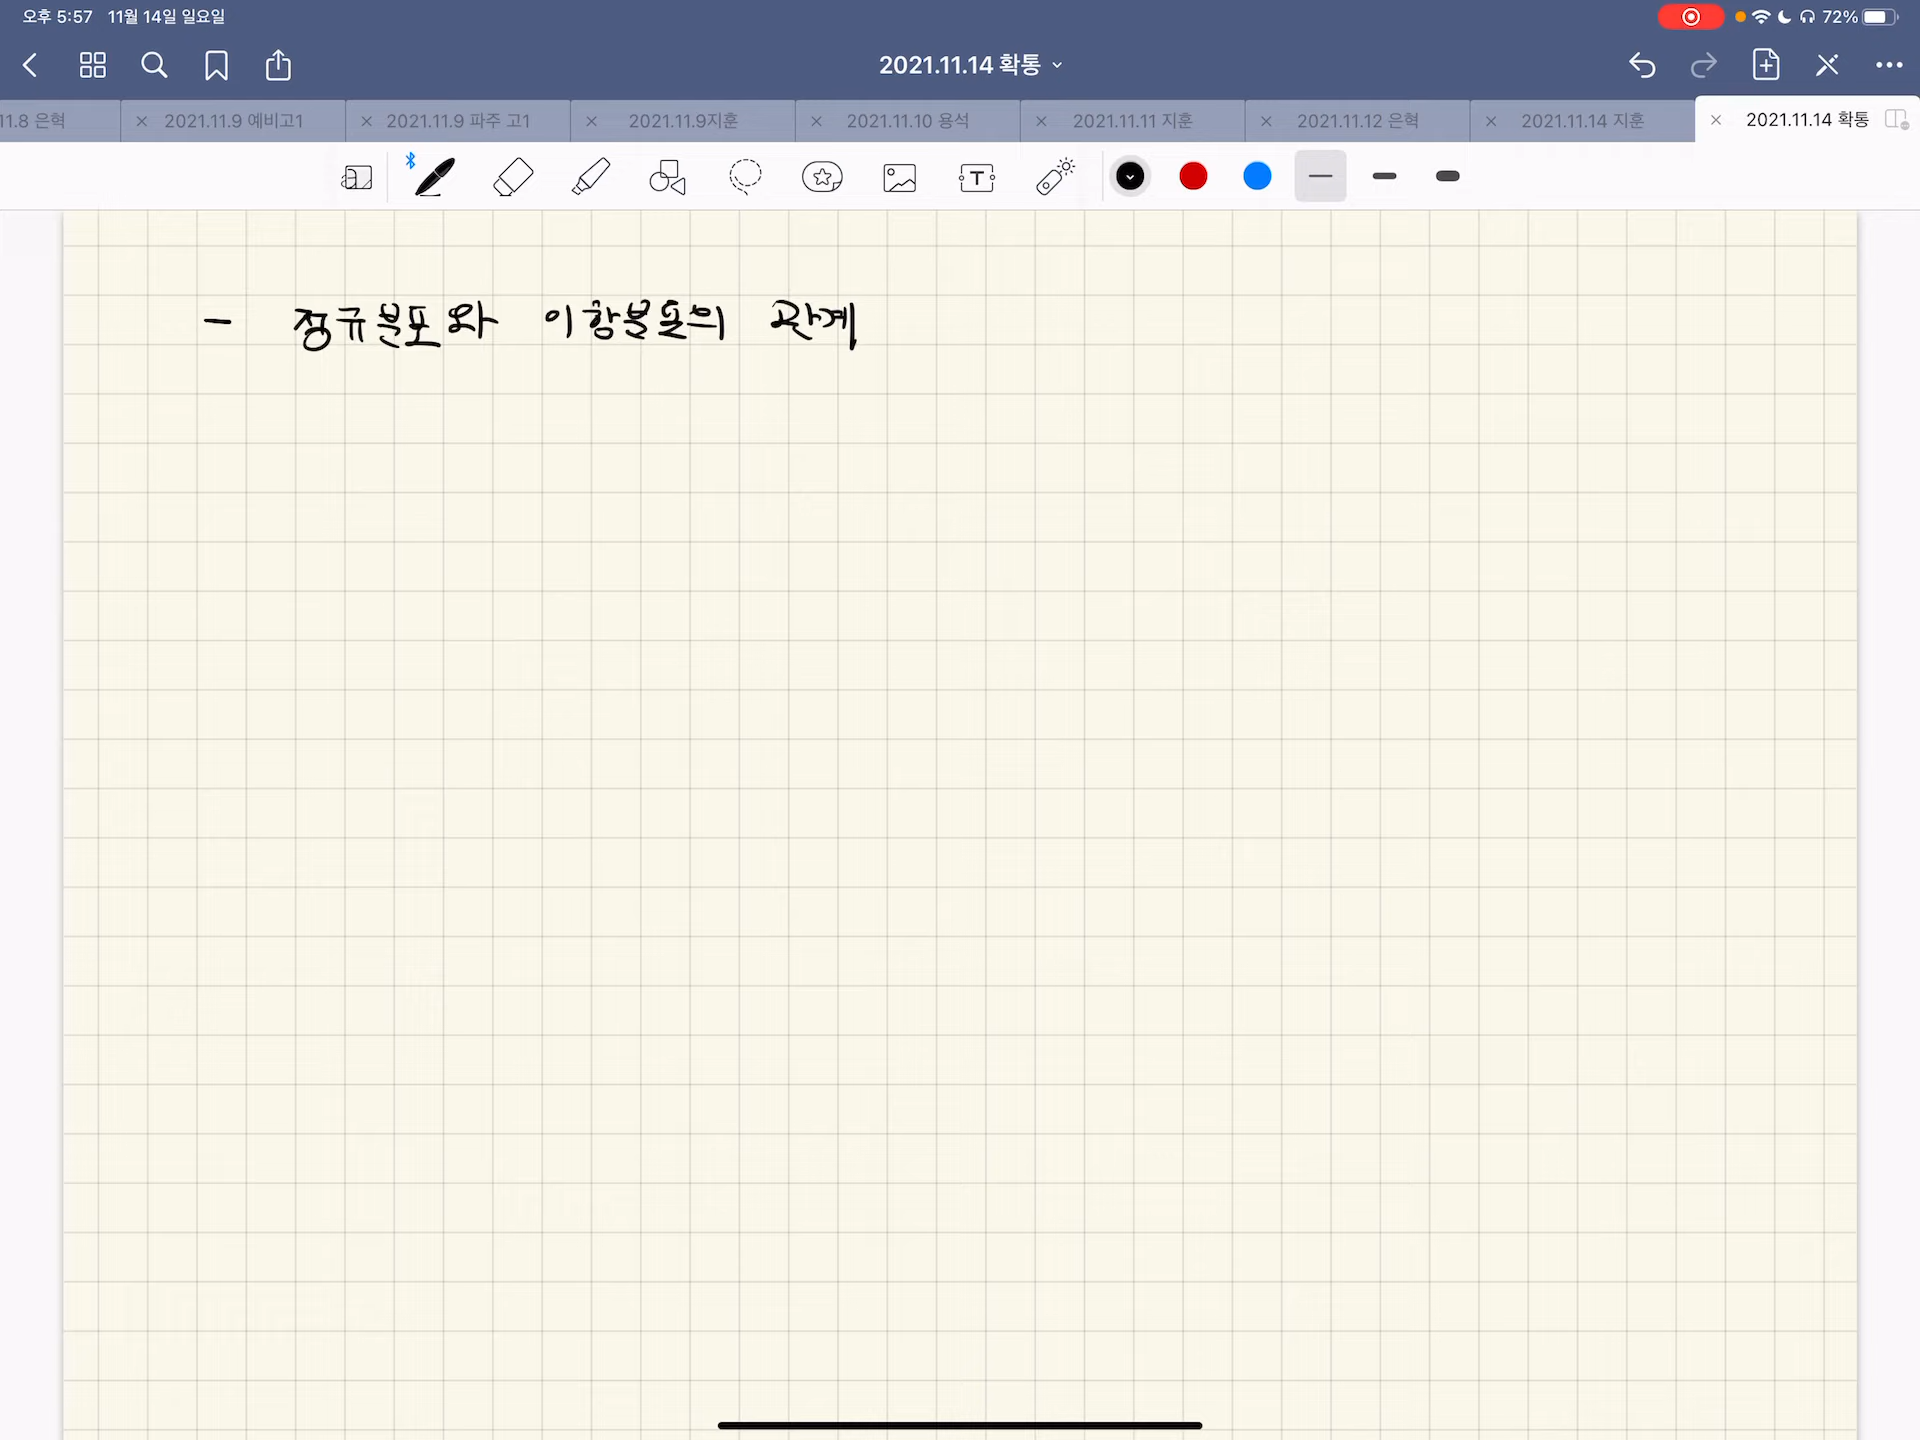 오후 5:57 11월 14일 일요일
72%
2021.11.14 확통
11.8 은혁
2021.11.9 예비고1
2021.11.9 파주 고1
2021.11.9지훈
2021.11.10 용석
2021.11.11 지훈
2021.11.12 은혁
2021.11.14 지훈
2021.11.14 확통
- 정규분포와 이항분포의 관계